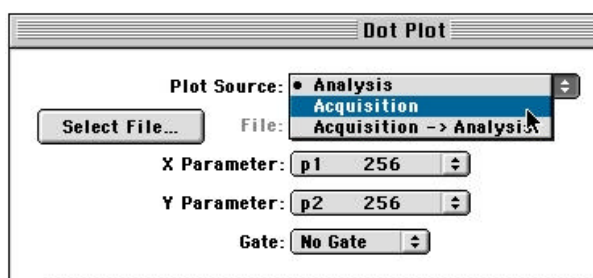 Dot Plot
Plot Source: • Analysis
Acquisition
Select File... File: Acquisition -> Analysis
X Parameter: p1 256
Y Parameter: p2 256
Gate: No Gate